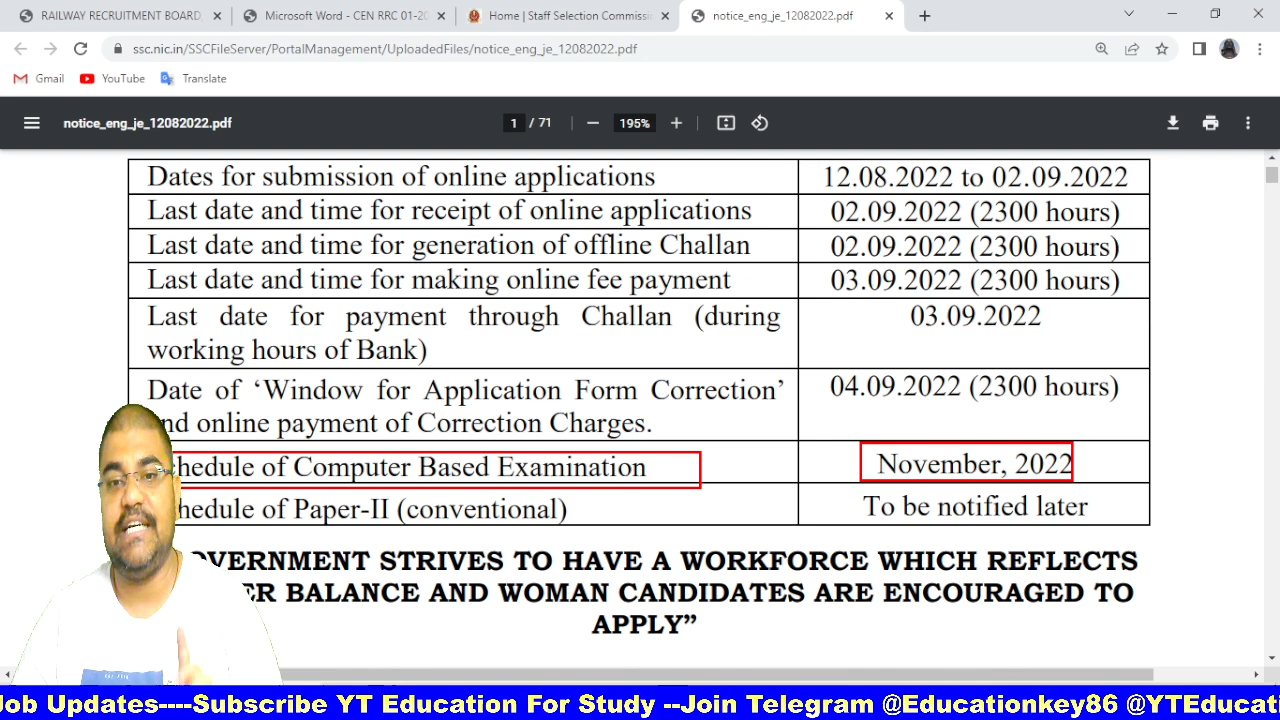 RAILWAY RECRUITMENT BOARD,
Microsoft Word - CEN RRC 01-20
Home | Staff Selection Commissio
notice_eng_je_12082022.pdf
ssc.nic.in/SSCFileServer/PortalManagement/UploadedFiles/notice_eng_je_12082022.pdf
Gmail YouTube Translate
notice_eng_je_12082022.pdf 1 / 71 195%
Dates for submission of online applications 12.08.2022 to 02.09.2022
Last date and time for receipt of online applications 02.09.2022 (2300 hours)
Last date and time for generation of offline Challan 02.09.2022 (2300 hours)
Last date and time for making online fee payment 03.09.2022 (2300 hours)
Last date for payment through Challan (during 03.09.2022
working hours of Bank)
Date of ‘Window for Application Form Correction’ 04.09.2022 (2300 hours)
nd online payment of Correction Charges.
hedule of Computer Based Examination November, 2022
hedule of Paper-II (conventional) To be notified later
OVERNMENT STRIVES TO HAVE A WORKFORCE WHICH REFLECTS
ER BALANCE AND WOMAN CANDIDATES ARE ENCOURAGED TO
APPLY”
Job Updates----Subscribe YT Education For Study --Join Telegram @Educationkey86 @YTEducati